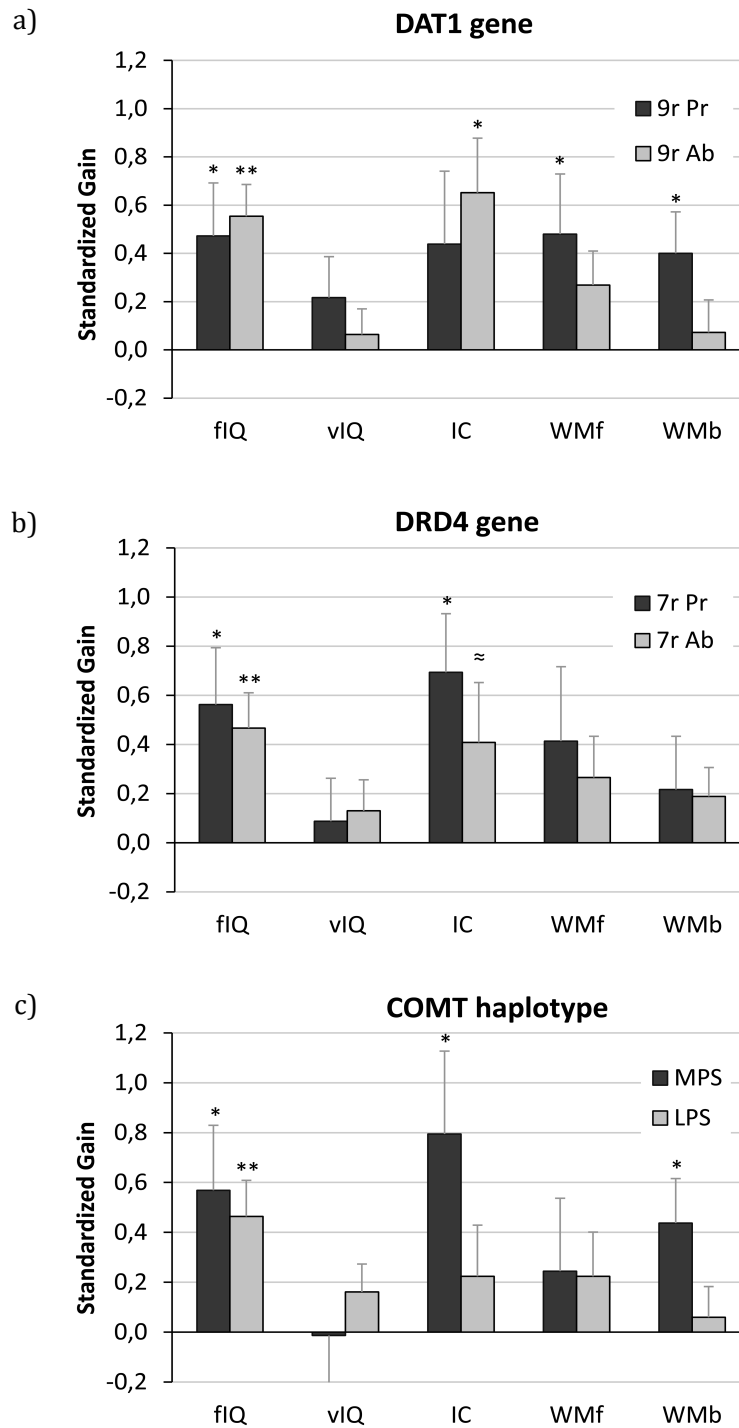 a)
DAT1 gene
Standardized Gain
1,2
1,0
0,8
0,6
0,4
0,2
0,0
-0,2
9r Pr
9r Ab
* ** * * *
fIQ vIQ IC WMf WMb
b)
DRD4 gene
Standardized Gain
1,2
1,0
0,8
0,6
0,4
0,2
0,0
-0,2
7r Pr
7r Ab
* ** * ≈
fIQ vIQ IC WMf WMb
c)
COMT haplotype
Standardized Gain
1,2
1,0
0,8
0,6
0,4
0,2
0,0
-0,2
MPS
LPS
* ** * *
fIQ vIQ IC WMf WMb